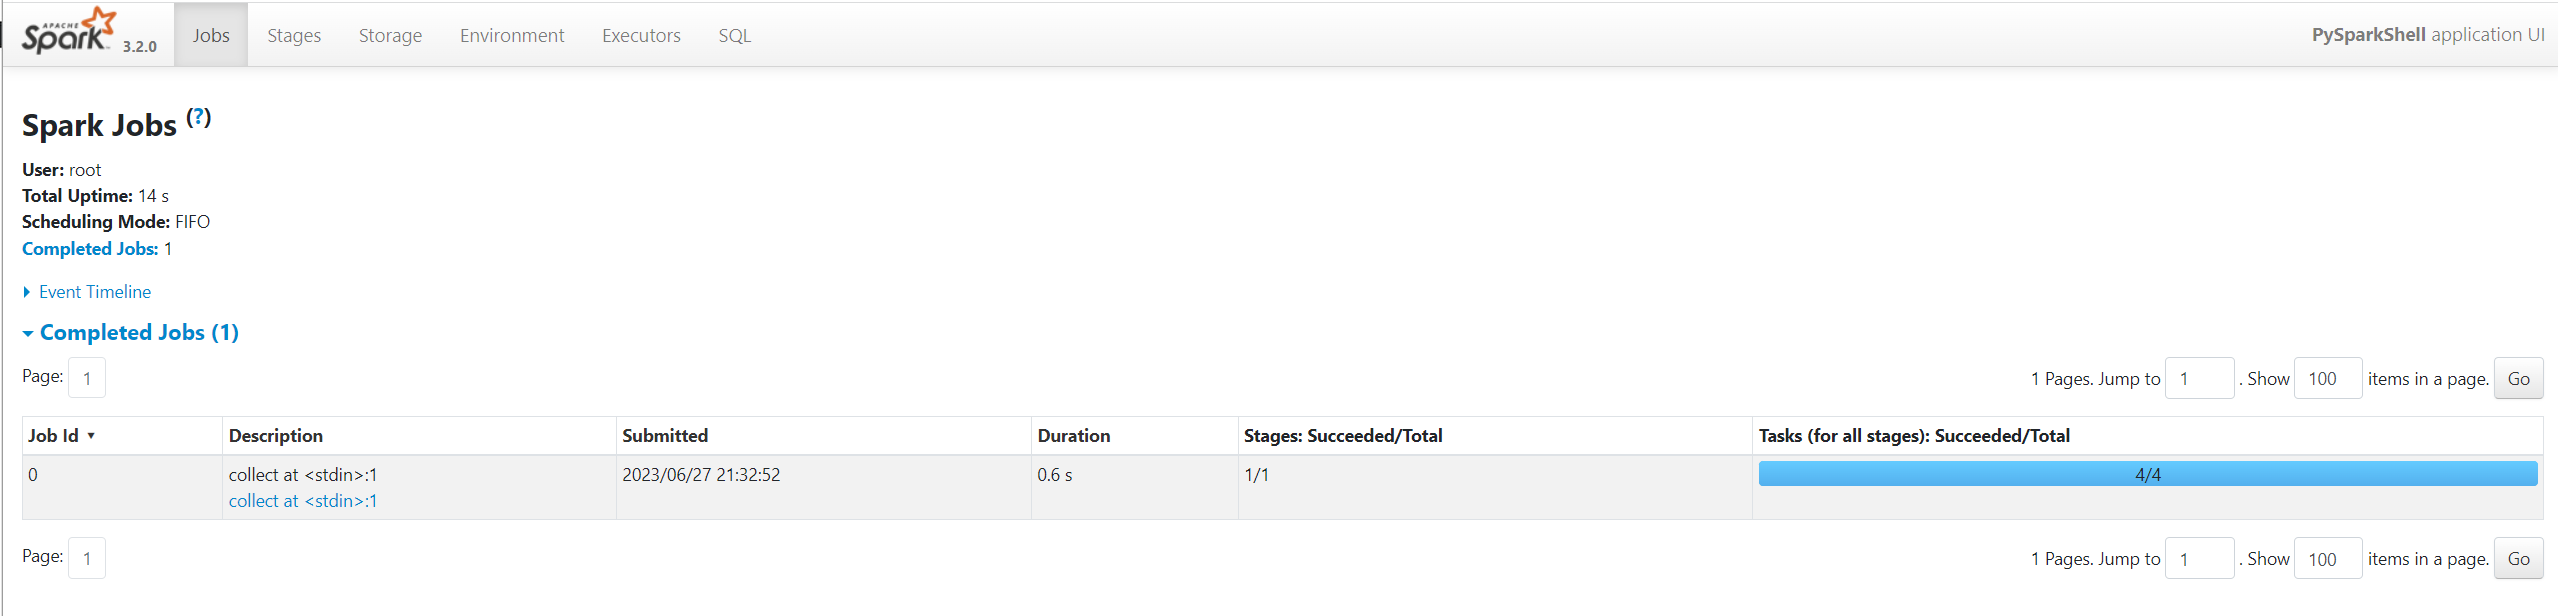 APACHE
Spark 3.2.0 Jobs Stages Storage Environment Executors SQL PySparkShell application UI
Spark Jobs (?)
User: root
Total Uptime: 14 s
Scheduling Mode: FIFO
Completed Jobs: 1
Event Timeline
Completed Jobs (1)
Page: 1 1 Pages. Jump to 1 . Show 100 items in a page. Go
Job Id ▾ Description Submitted Duration Stages: Succeeded/Total Tasks (for all stages): Succeeded/Total
0 collect at <stdin>:1 2023/06/27 21:32:52 0.6 s 1/1 4/4
collect at <stdin>:1
Page: 1 1 Pages. Jump to 1 . Show 100 items in a page. Go